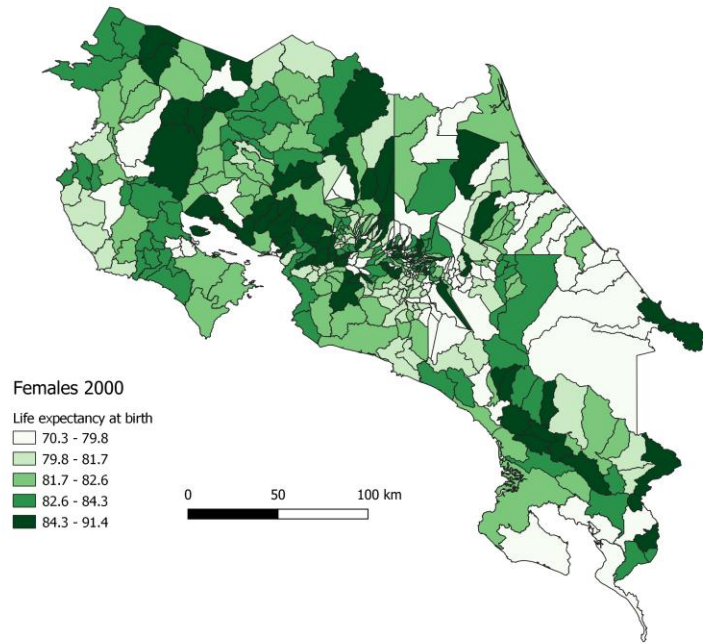 Females 2000
Life expectancy at birth
70.3 - 79.8
79.8 - 81.7
81.7 - 82.6
82.6 - 84.3
84.3 - 91.4
0 50 100 km